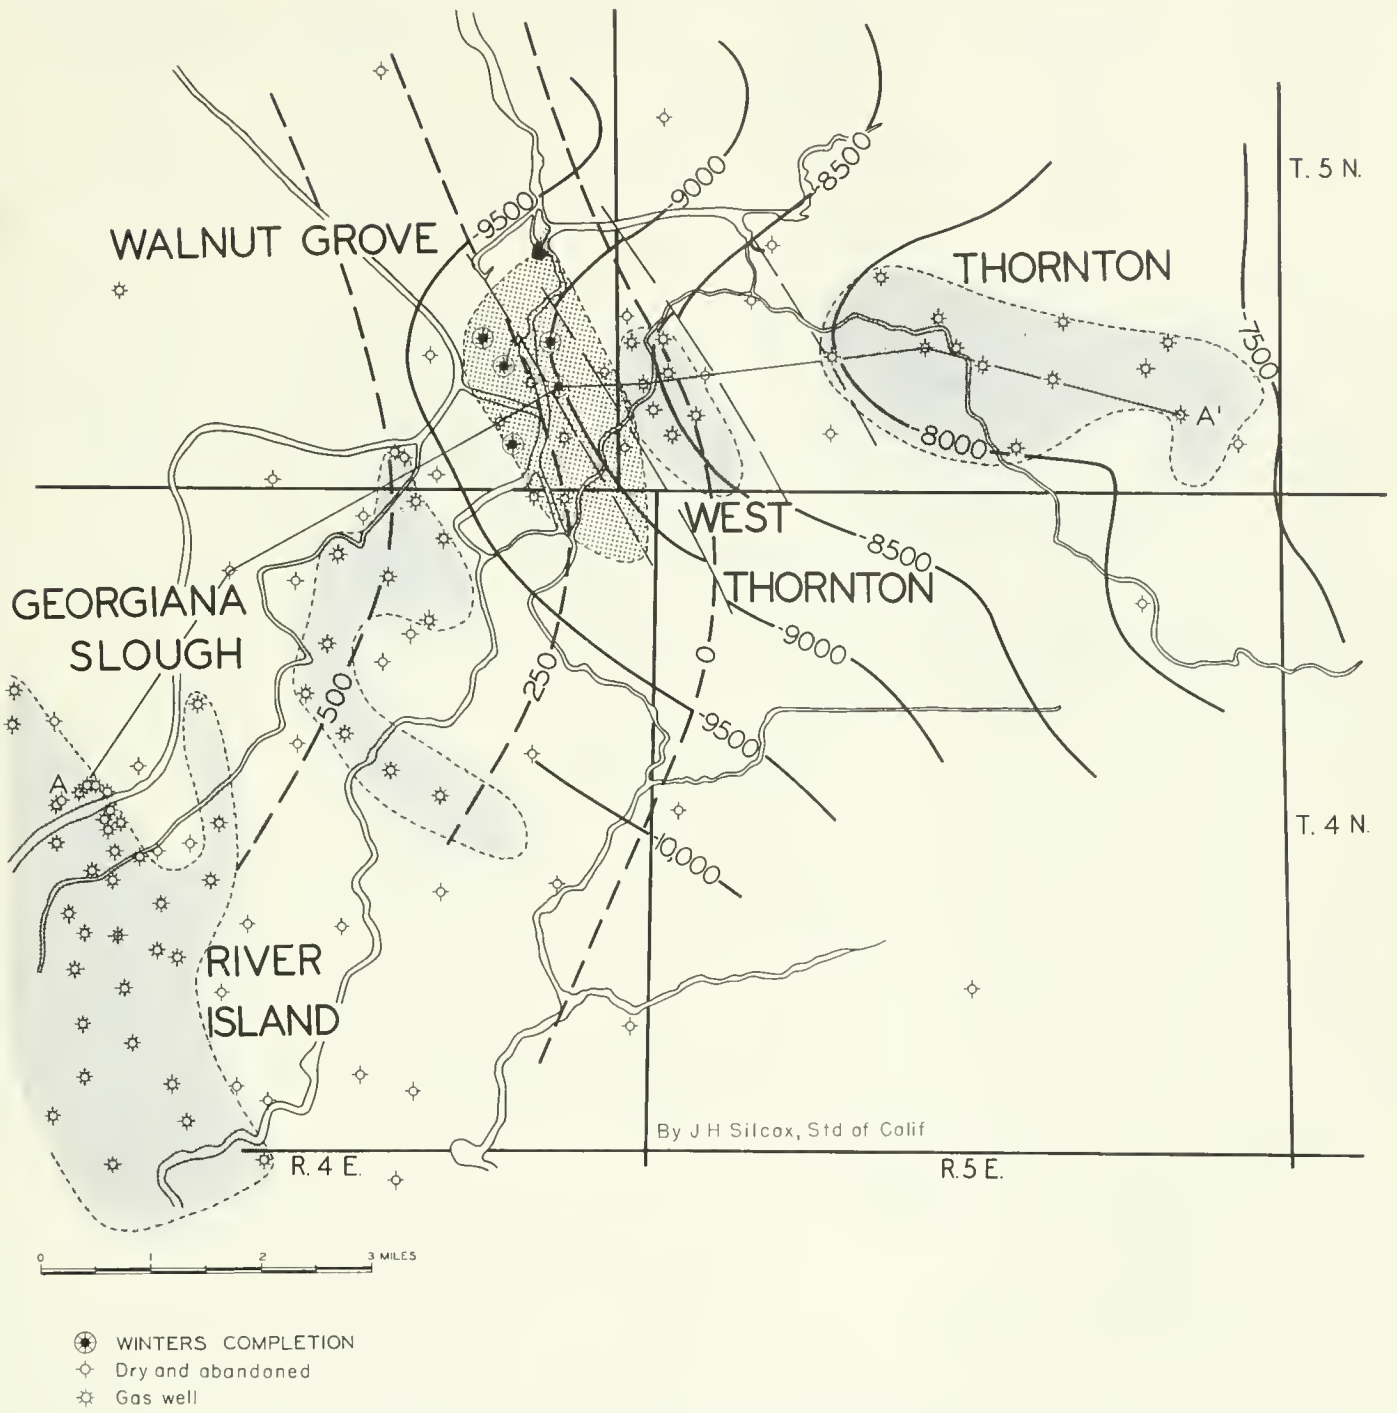 T. 5 N.
-9000
-8500
-9500
WALNUT GROVE
THORNTON
7500
A'
8000
WEST
THORNTON
-8500
GEORGIANA
SLOUGH
-9000
0
250
500
-9500
A
T. 4 N.
-10,000
RIVER
ISLAND
By J H Silcox, Std of Calif
R. 4 E.
R.5 E.
0 1 2 3 MILES
WINTERS COMPLETION
Dry and abandoned
Gas well